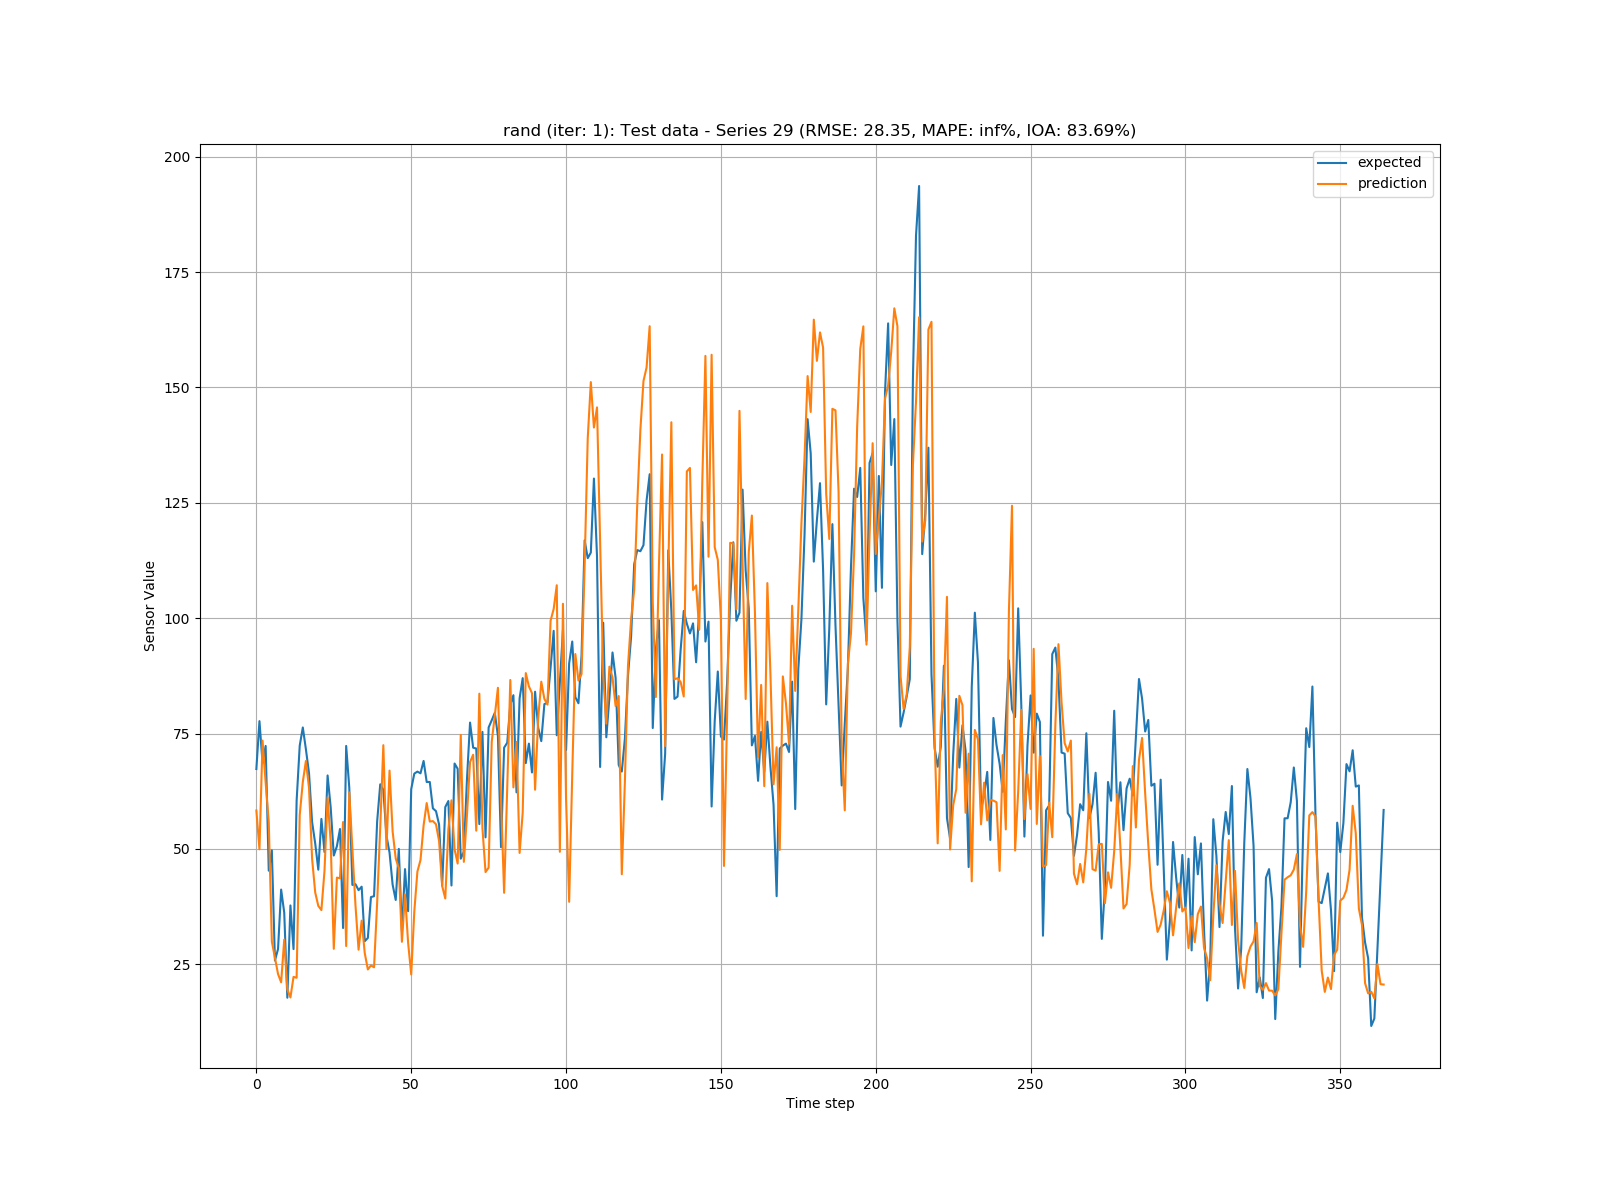 rand (iter: 1): Test data - Series 29 (RMSE: 28.35, MAPE: inf%, IOA: 83.69%)
expected
prediction
200
175
150
125
100
75
50
25
Sensor Value
0 50 100 150 200 250 300 350
Time step